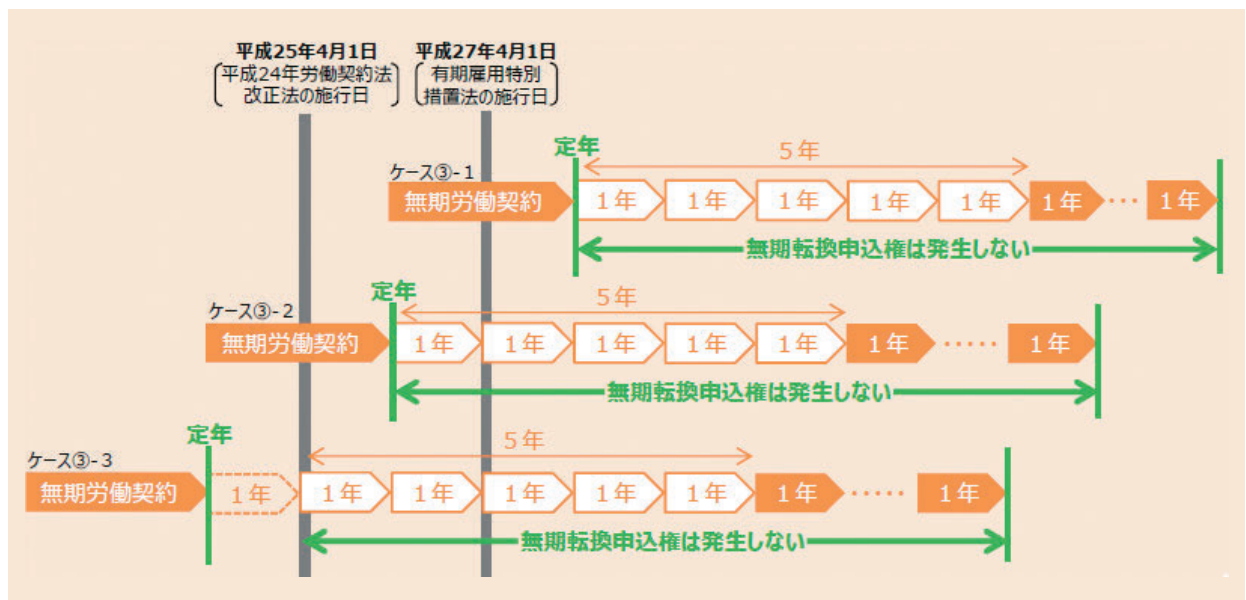 平成25年4月1日
平成24年労働契約法
改正法の施行日
平成27年4月1日
有期雇用特別
措置法の施行日
ケース③-1
定年
5年
無期労働契約
1年
1年
1年
1年
1年
1年
・・・
1年
無期転換申込権は発生しない
ケース③-2
定年
5年
無期労働契約
1年
1年
1年
1年
1年
1年
・・・・・
1年
無期転換申込権は発生しない
ケース③-3
定年
5年
無期労働契約
1年
1年
1年
1年
1年
1年
1年
・・・・・
1年
無期転換申込権は発生しない